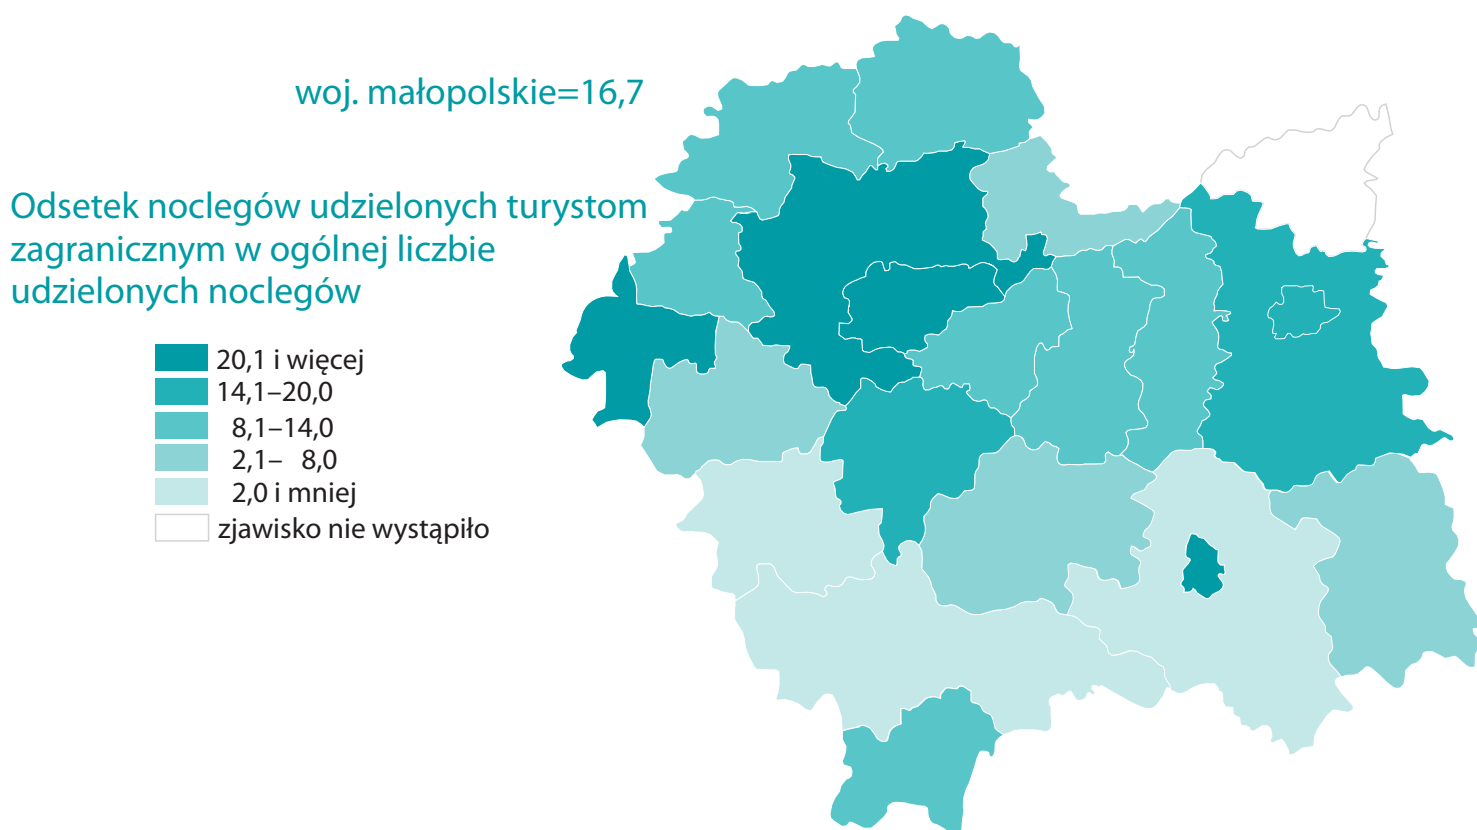 woj. małopolskie=16,7
Odsetek noclegów udzielonych turystom
zagranicznym w ogólnej liczbie
udzielonych noclegów
20,1 i więcej
14,1–20,0
8,1–14,0
2,1– 8,0
2,0 i mniej
zjawisko nie wystąpiło